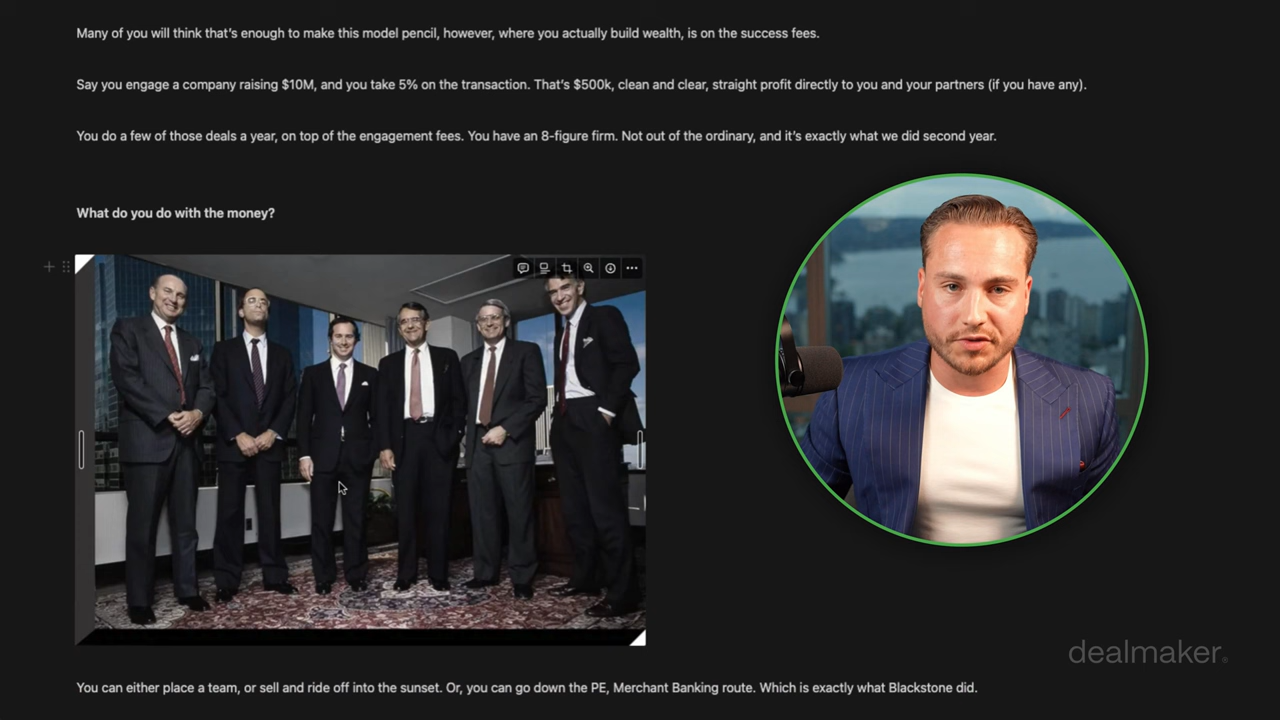 Many of you will think that’s enough to make this model pencil, however, where you actually build wealth, is on the success fees.
Say you engage a company raising $10M, and you take 5% on the transaction. That’s $500k, clean and clear, straight profit directly to you and your partners (if you have any).
You do a few of those deals a year, on top of the engagement fees. You have an 8-figure firm. Not out of the ordinary, and it’s exactly what we did second year.
What do you do with the money?
dealmaker.
You can either place a team, or sell and ride off into the sunset. Or, you can go down the PE, Merchant Banking route. Which is exactly what Blackstone did.